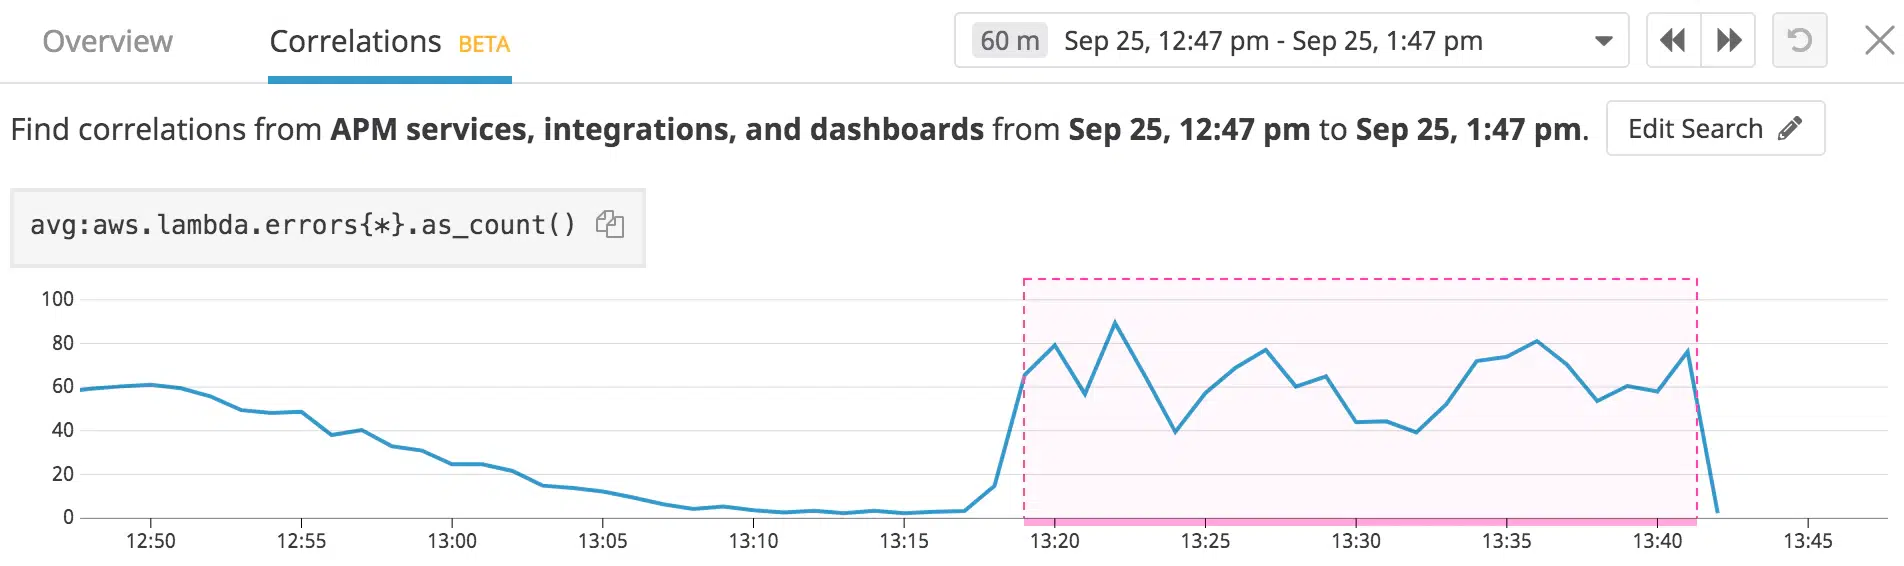 Overview
Correlations BETA
60 m Sep 25, 12:47 pm - Sep 25, 1:47 pm
Find correlations from APM services, integrations, and dashboards from Sep 25, 12:47 pm to Sep 25, 1:47 pm.
Edit Search
avg:aws.lambda.errors{*}.as_count()
100
80
60
40
20
0
12:50 12:55 13:00 13:05 13:10 13:15 13:20 13:25 13:30 13:35 13:40 13:45